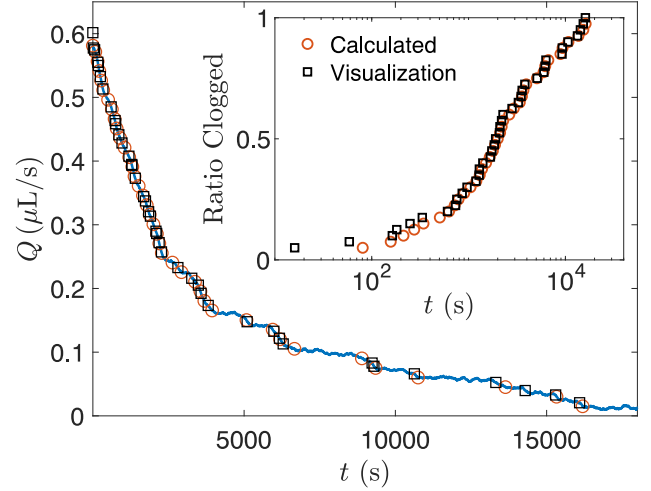 0.6
0.5
0.4
0.3
0.2
0.1
0
Q (μL/s)
5000
10000
15000
t (s)
1
0.5
0
Ratio Clogged
Calculated
Visualization
10²
10⁴
t (s)